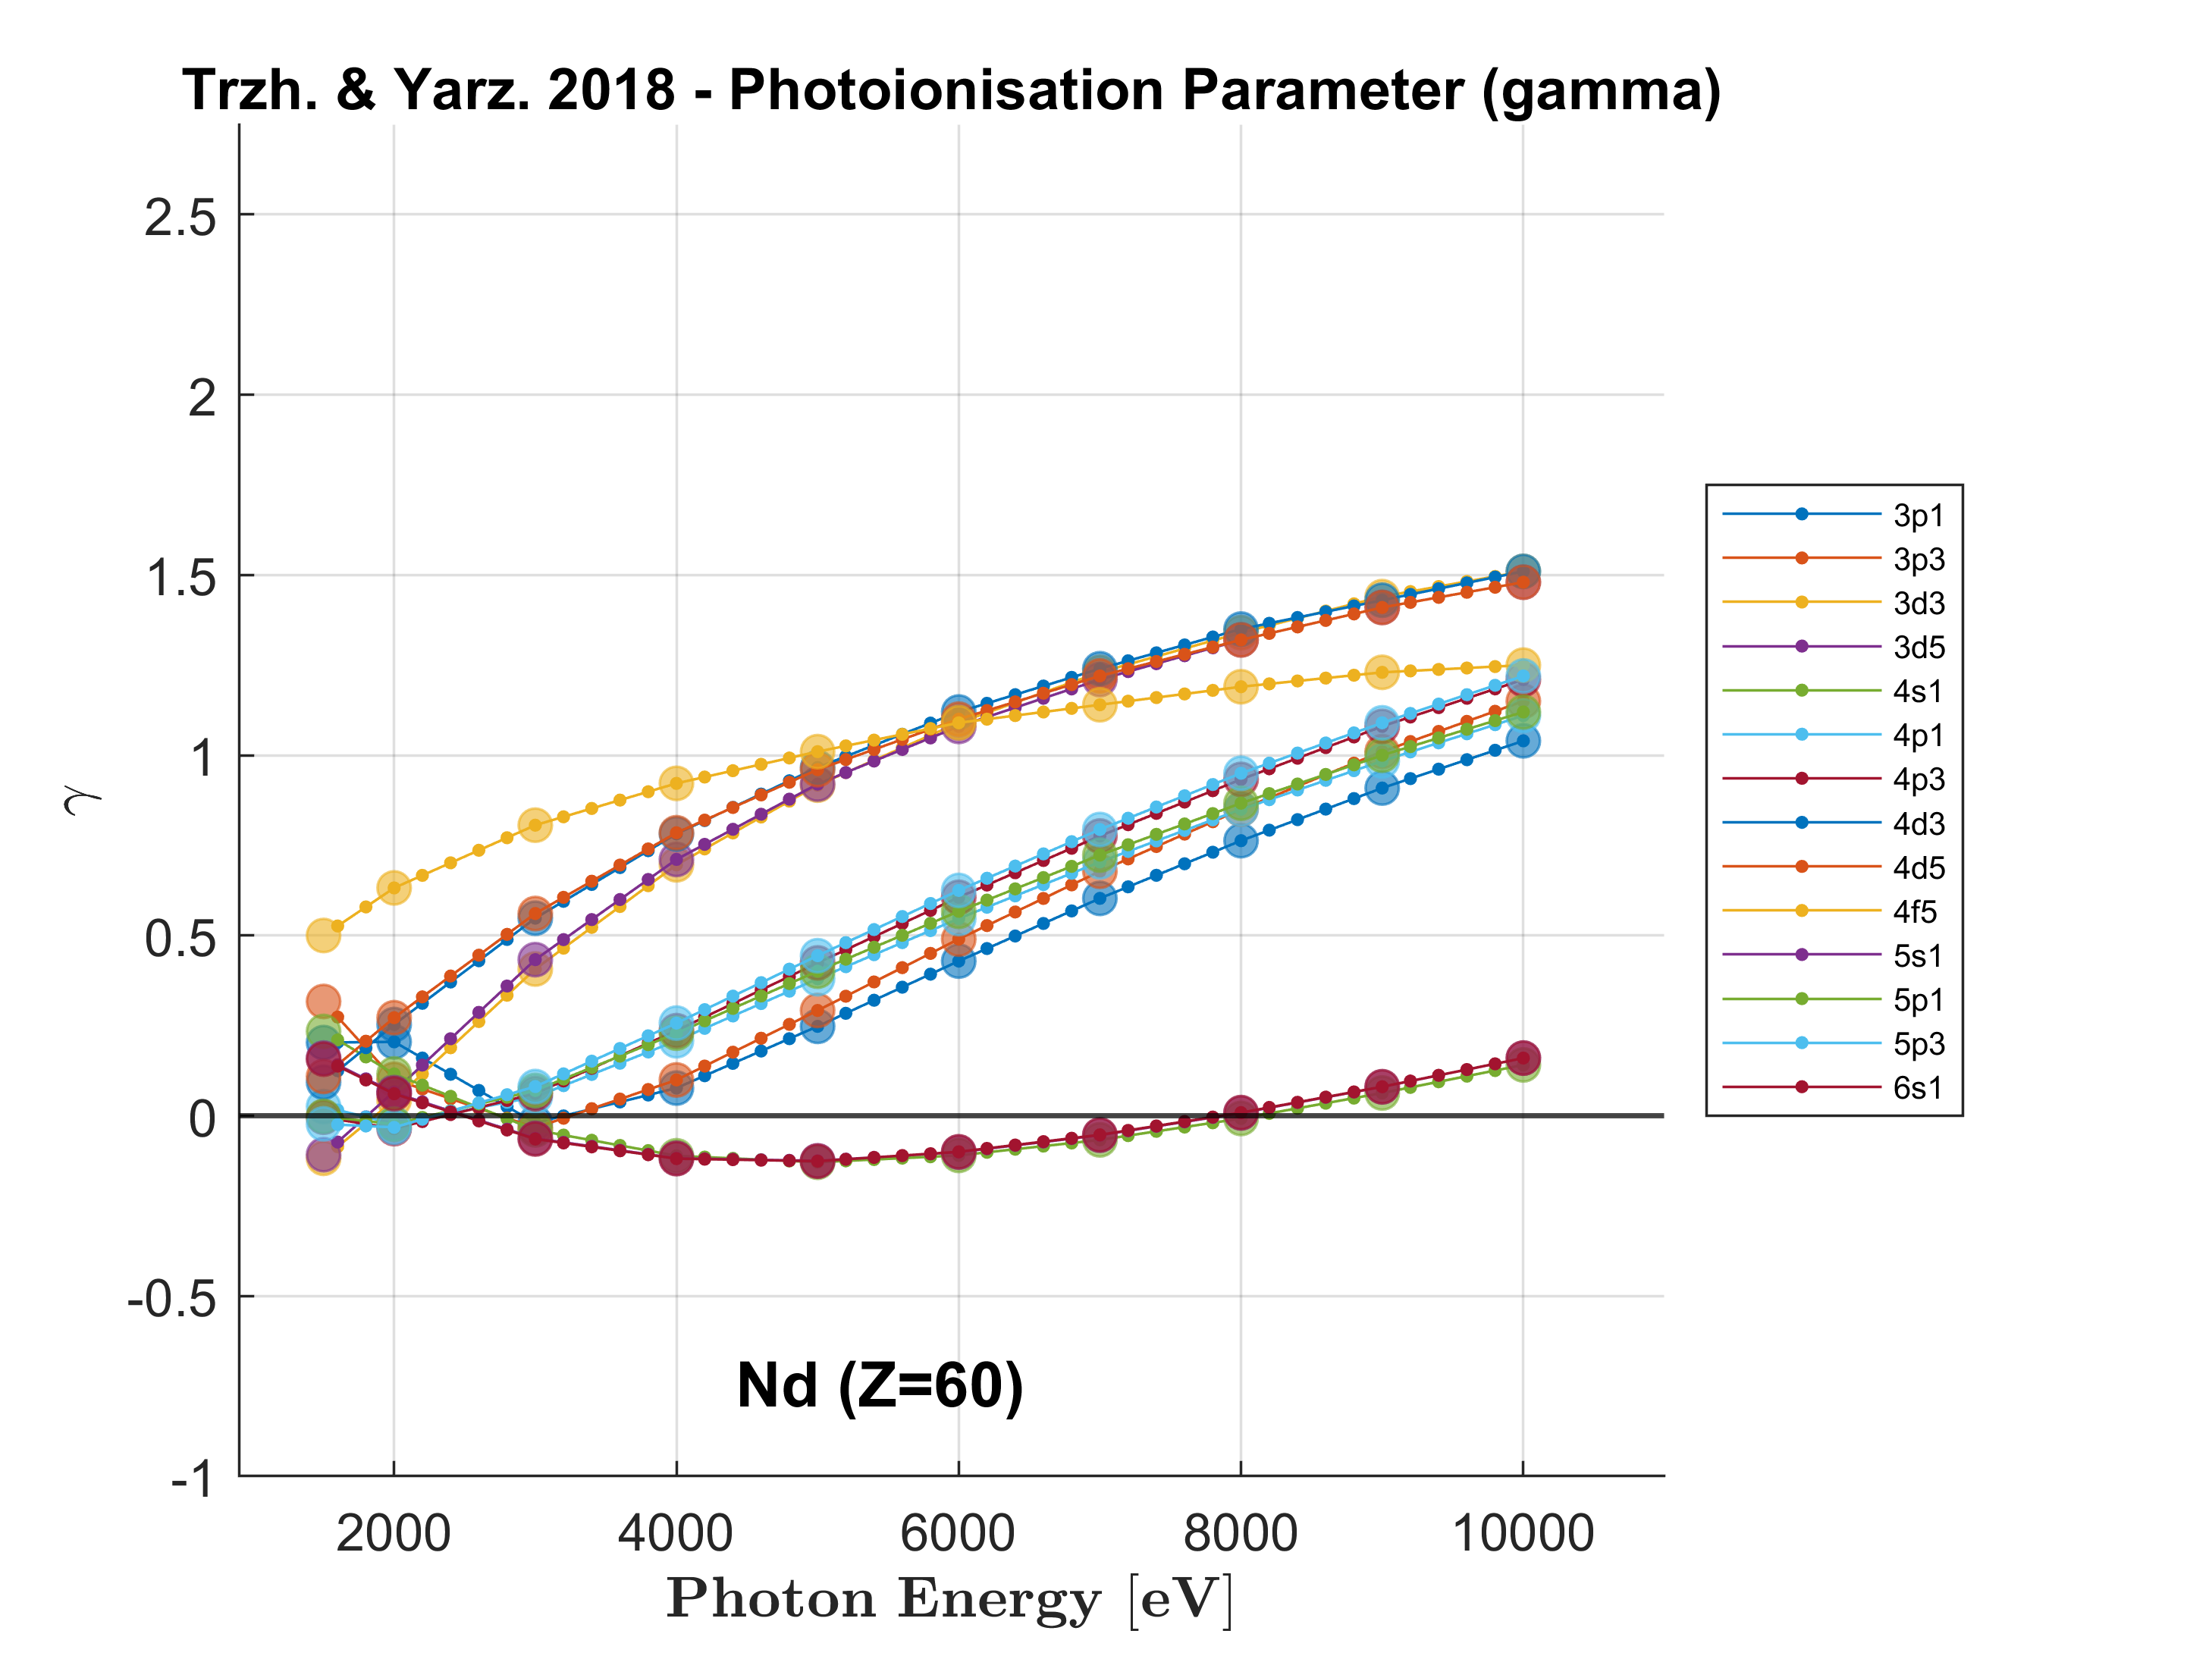 Trzh. & Yarz. 2018 - Photoionisation Parameter (gamma)
2.5
2
1.5
1
0.5
0
-0.5
-1
γ
2000 4000 6000 8000 10000
Photon Energy [eV]
Nd (Z=60)
3p1
3p3
3d3
3d5
4s1
4p1
4p3
4d3
4d5
4f5
5s1
5p1
5p3
6s1